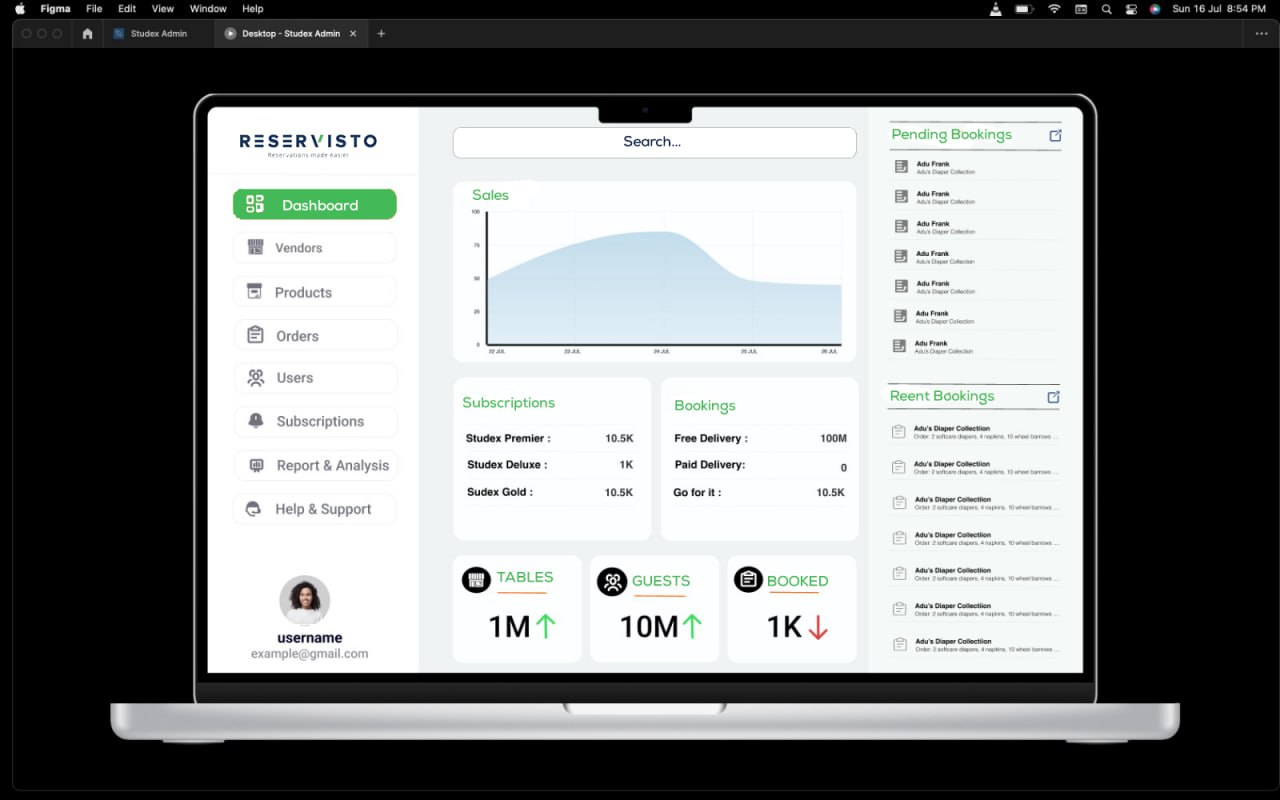 Figma File Edit View Window Help
Sun 16 Jul 8:54 PM
Studex Admin
Desktop - Studex Admin
RESERVISTO
Reservations made easier
Dashboard
Vendors
Products
Orders
Users
Subscriptions
Report & Analysis
Help & Support
username
example@gmail.com
Search...
Sales
100
75
50
25
0
22 JUL
23 JUL
24 JUL
25 JUL
26 JUL
Subscriptions
Studex Premier : 10.5K
Studex Deluxe : 1K
Sudex Gold : 10.5K
Bookings
Free Delivery : 100M
Paid Delivery: 0
Go for it : 10.5K
TABLES
1M
GUESTS
10M
BOOKED
1K
Pending Bookings
Adu Frank
Adu's Diaper Collection
Adu Frank
Adu's Diaper Collection
Adu Frank
Adu's Diaper Collection
Adu Frank
Adu's Diaper Collection
Adu Frank
Adu's Diaper Collection
Adu Frank
Adu's Diaper Collection
Adu Frank
Adu's Diaper Collection
Reent Bookings
Adu's Diaper Collectiion
Order: 2 softcare diapers, 4 napkins, 10 wheel barrows ...
Adu's Diaper Collectiion
Order: 2 softcare diapers, 4 napkins, 10 wheel barrows ...
Adu's Diaper Collectiion
Order: 2 softcare diapers, 4 napkins, 10 wheel barrows ...
Adu's Diaper Collectiion
Order: 2 softcare diapers, 4 napkins, 10 wheel barrows ...
Adu's Diaper Collectiion
Order: 2 softcare diapers, 4 napkins, 10 wheel barrows ...
Adu's Diaper Collectiion
Order: 2 softcare diapers, 4 napkins, 10 wheel barrows ...
Adu's Diaper Collectiion
Order: 2 softcare diapers, 4 napkins, 10 wheel barrows ...